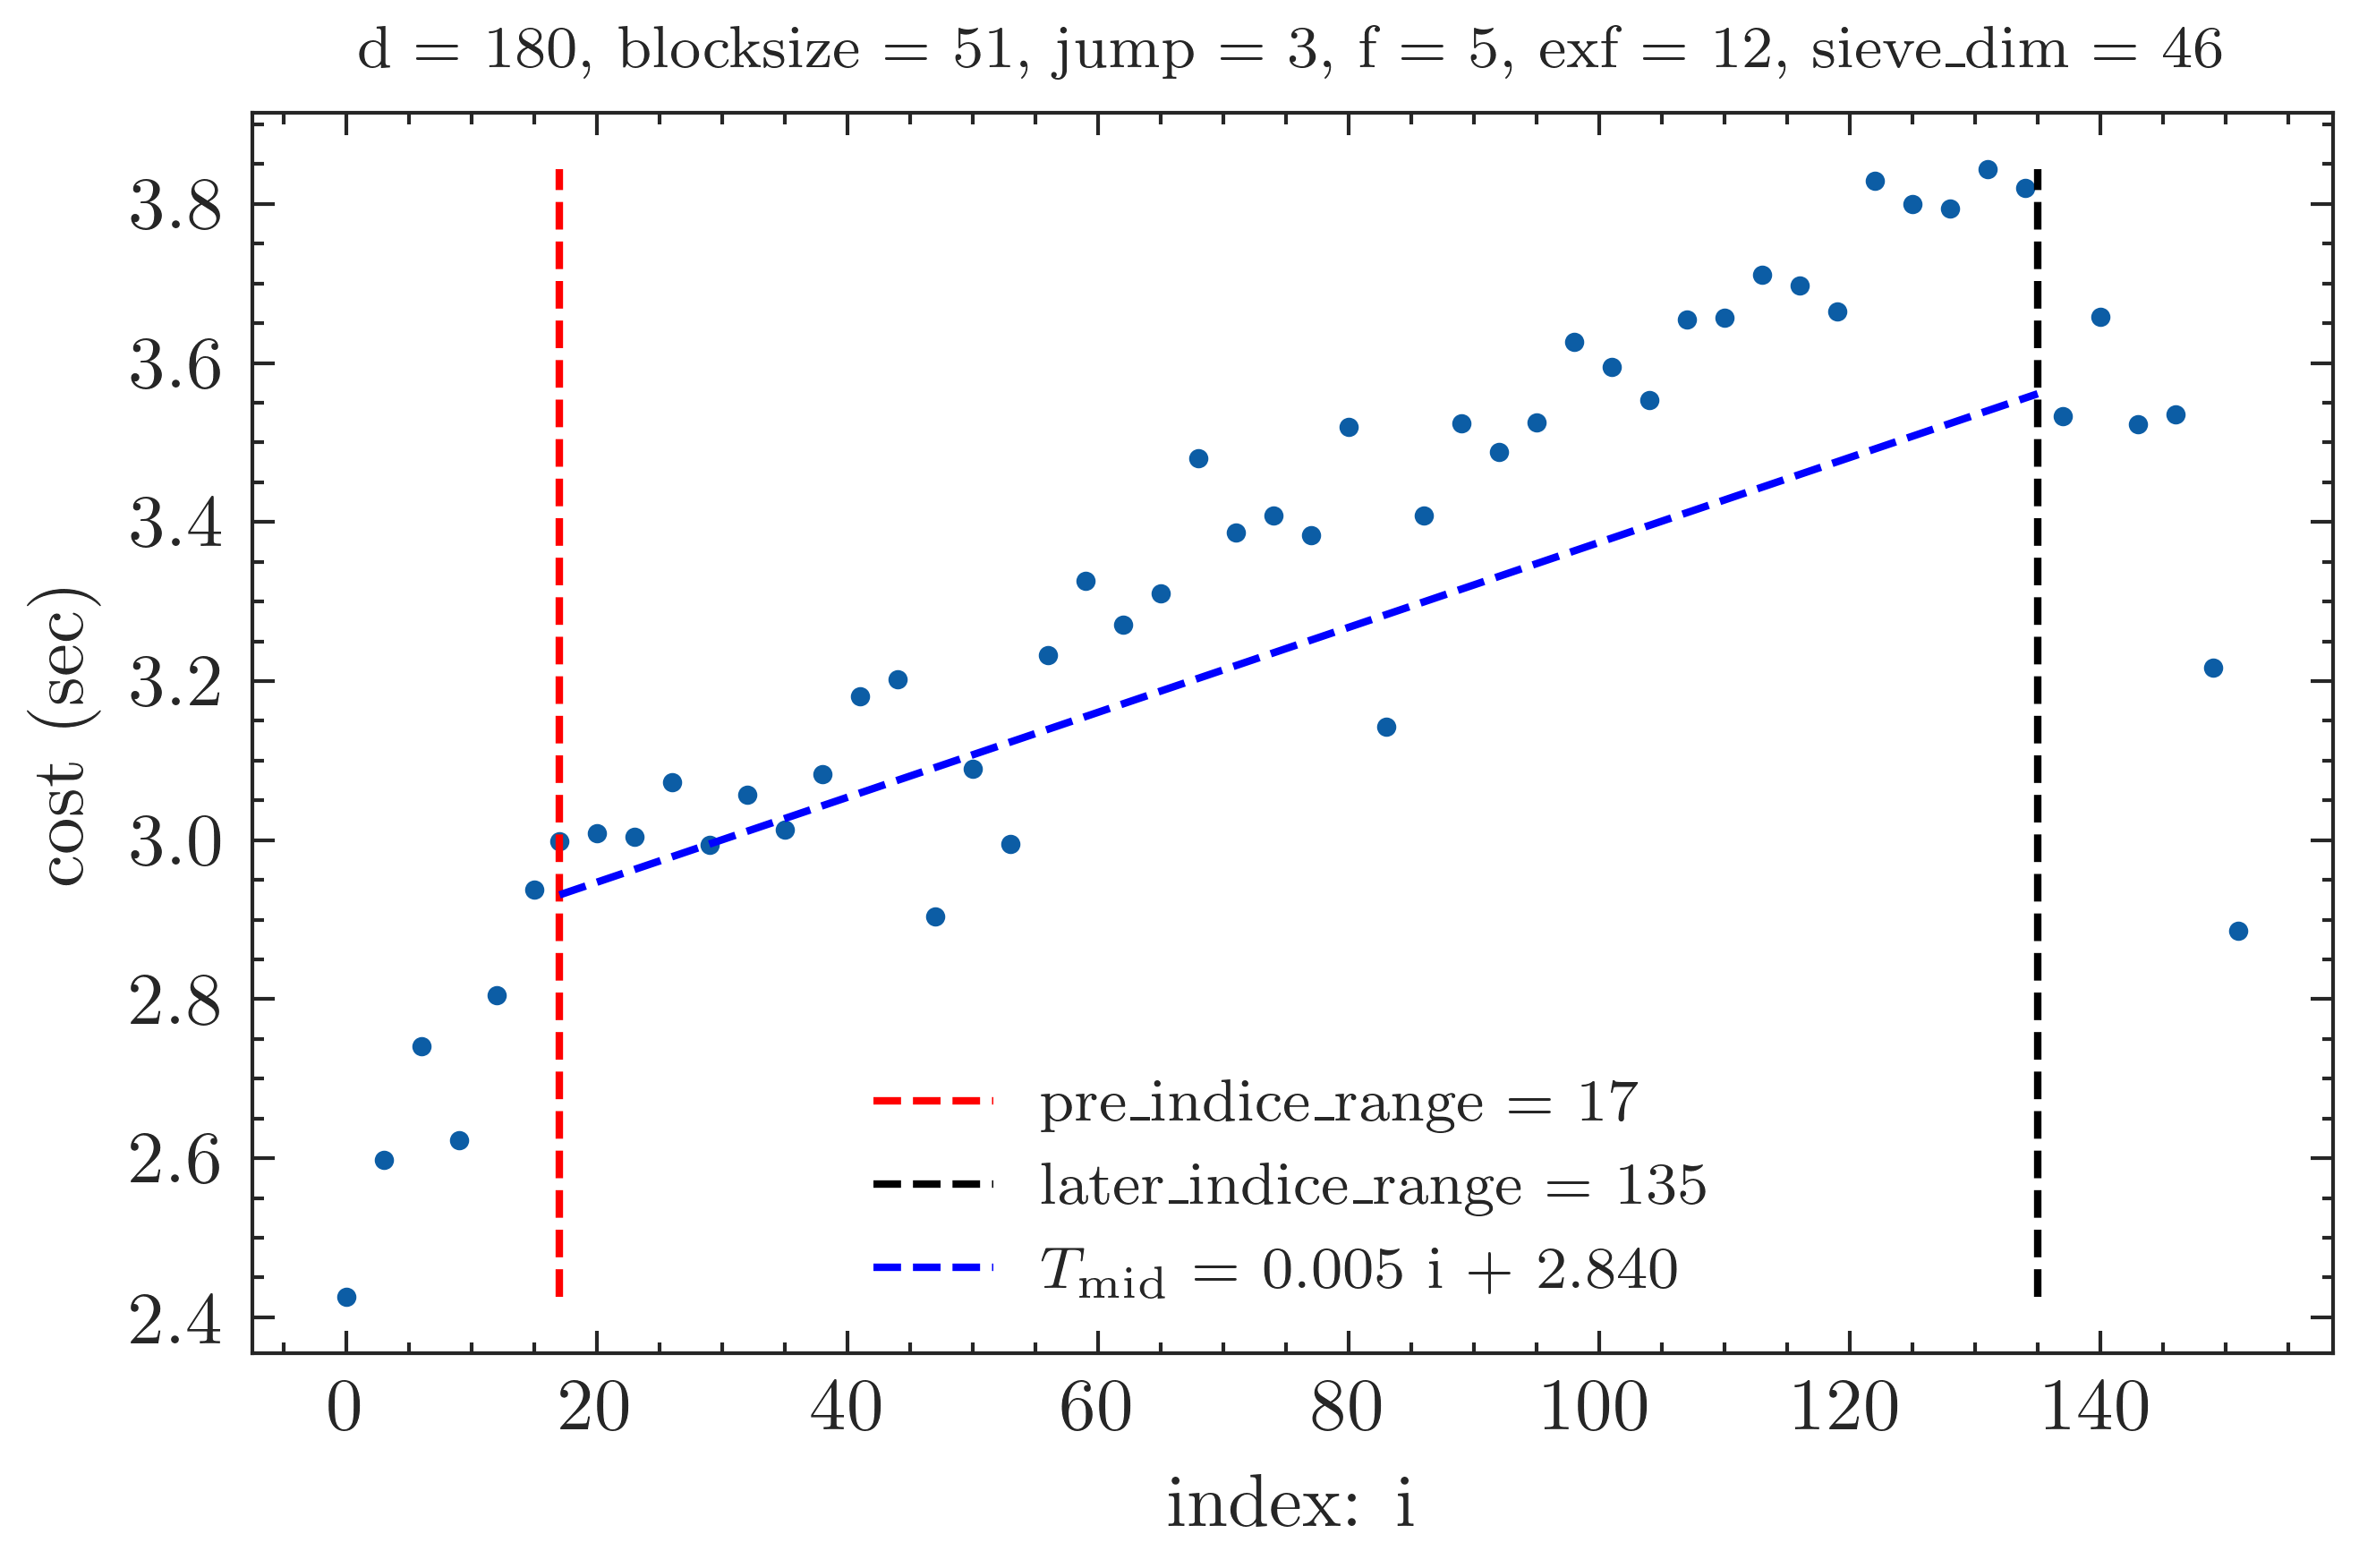 d = 180, blocksize = 51, jump = 3, f = 5, exf = 12, sieve_dim = 46
cost (sec)
3.8
3.6
3.4
3.2
3.0
2.8
2.6
2.4
pre_indice_range = 17
later_indice_range = 135
T_mid = 0.005 i + 2.840
0 20 40 60 80 100 120 140
index: i